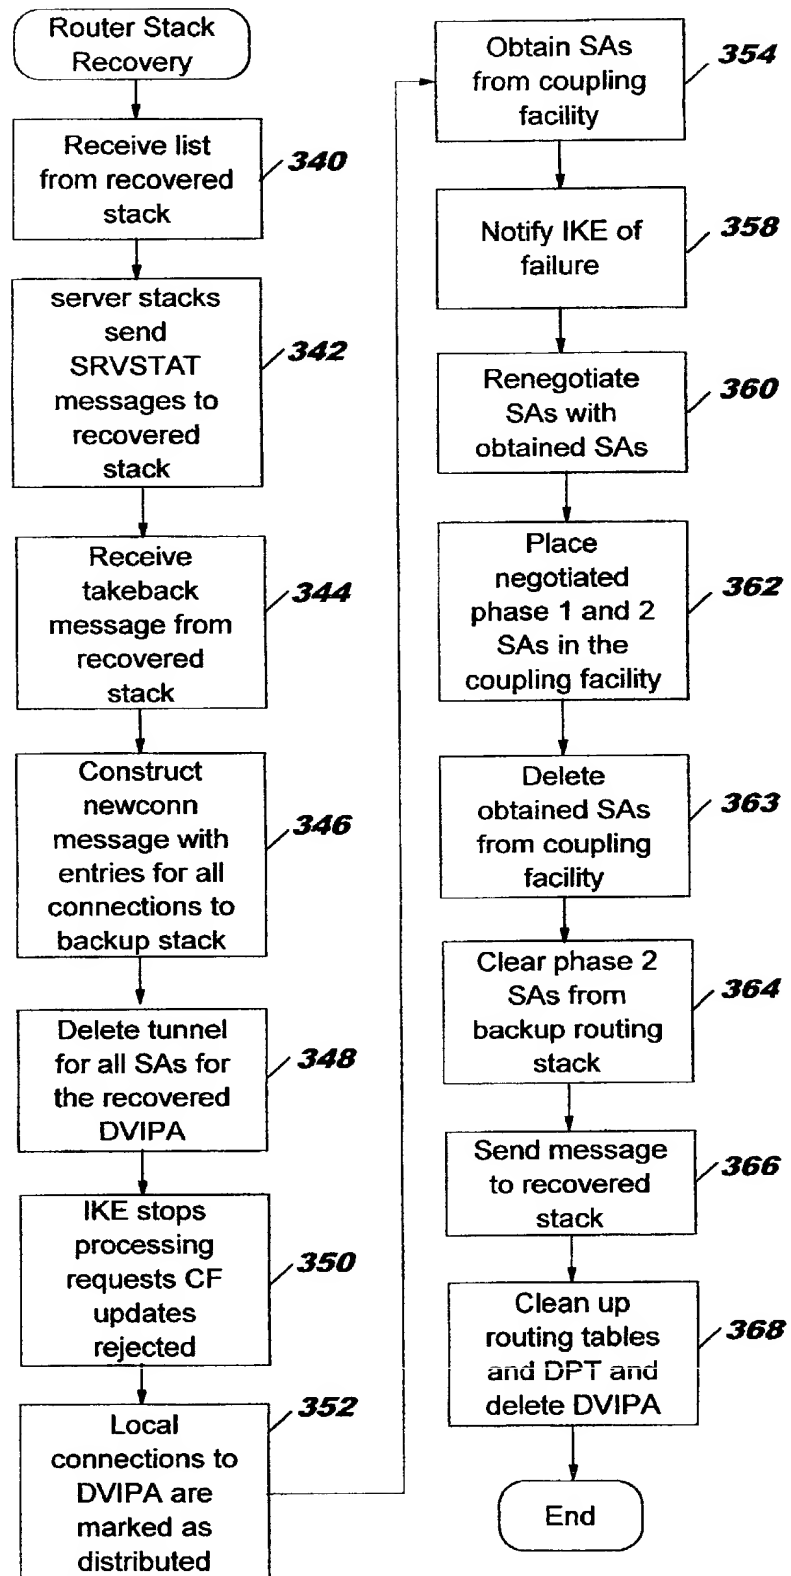 Router Stack
Recovery
Receive list
from recovered
stack
340
server stacks
send
SRVSTAT
messages to
recovered
stack
342
Receive
takeback
message from
recovered
stack
344
Construct
newconn
message with
entries for all
connections to
backup stack
346
Delete tunnel
for all SAs for
the recovered
DVIPA
348
IKE stops
processing
requests CF
updates
rejected
350
Local
connections to
DVIPA are
marked as
distributed
352
Obtain SAs
from coupling
facility
354
Notify IKE of
failure
358
Renegotiate
SAs with
obtained SAs
360
Place
negotiated
phase 1 and 2
SAs in the
coupling facility
362
Delete
obtained SAs
from coupling
facility
363
Clear phase 2
SAs from
backup routing
stack
364
Send message
to recovered
stack
366
Clean up
routing tables
and DPT and
delete DVIPA
368
End